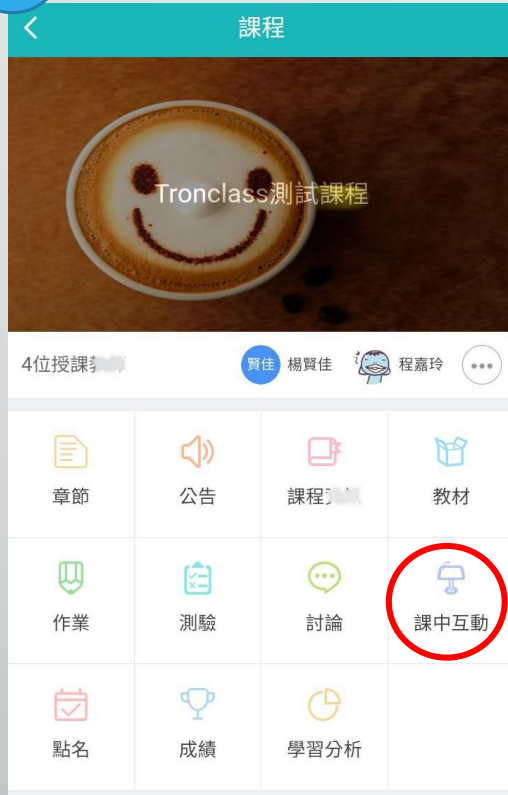 課程
Tronclass測試課程
4位授課
賢佳 楊賢佳 程嘉玲
章節 公告 課程 教材
作業 測驗 討論 課中互動
點名 成績 學習分析